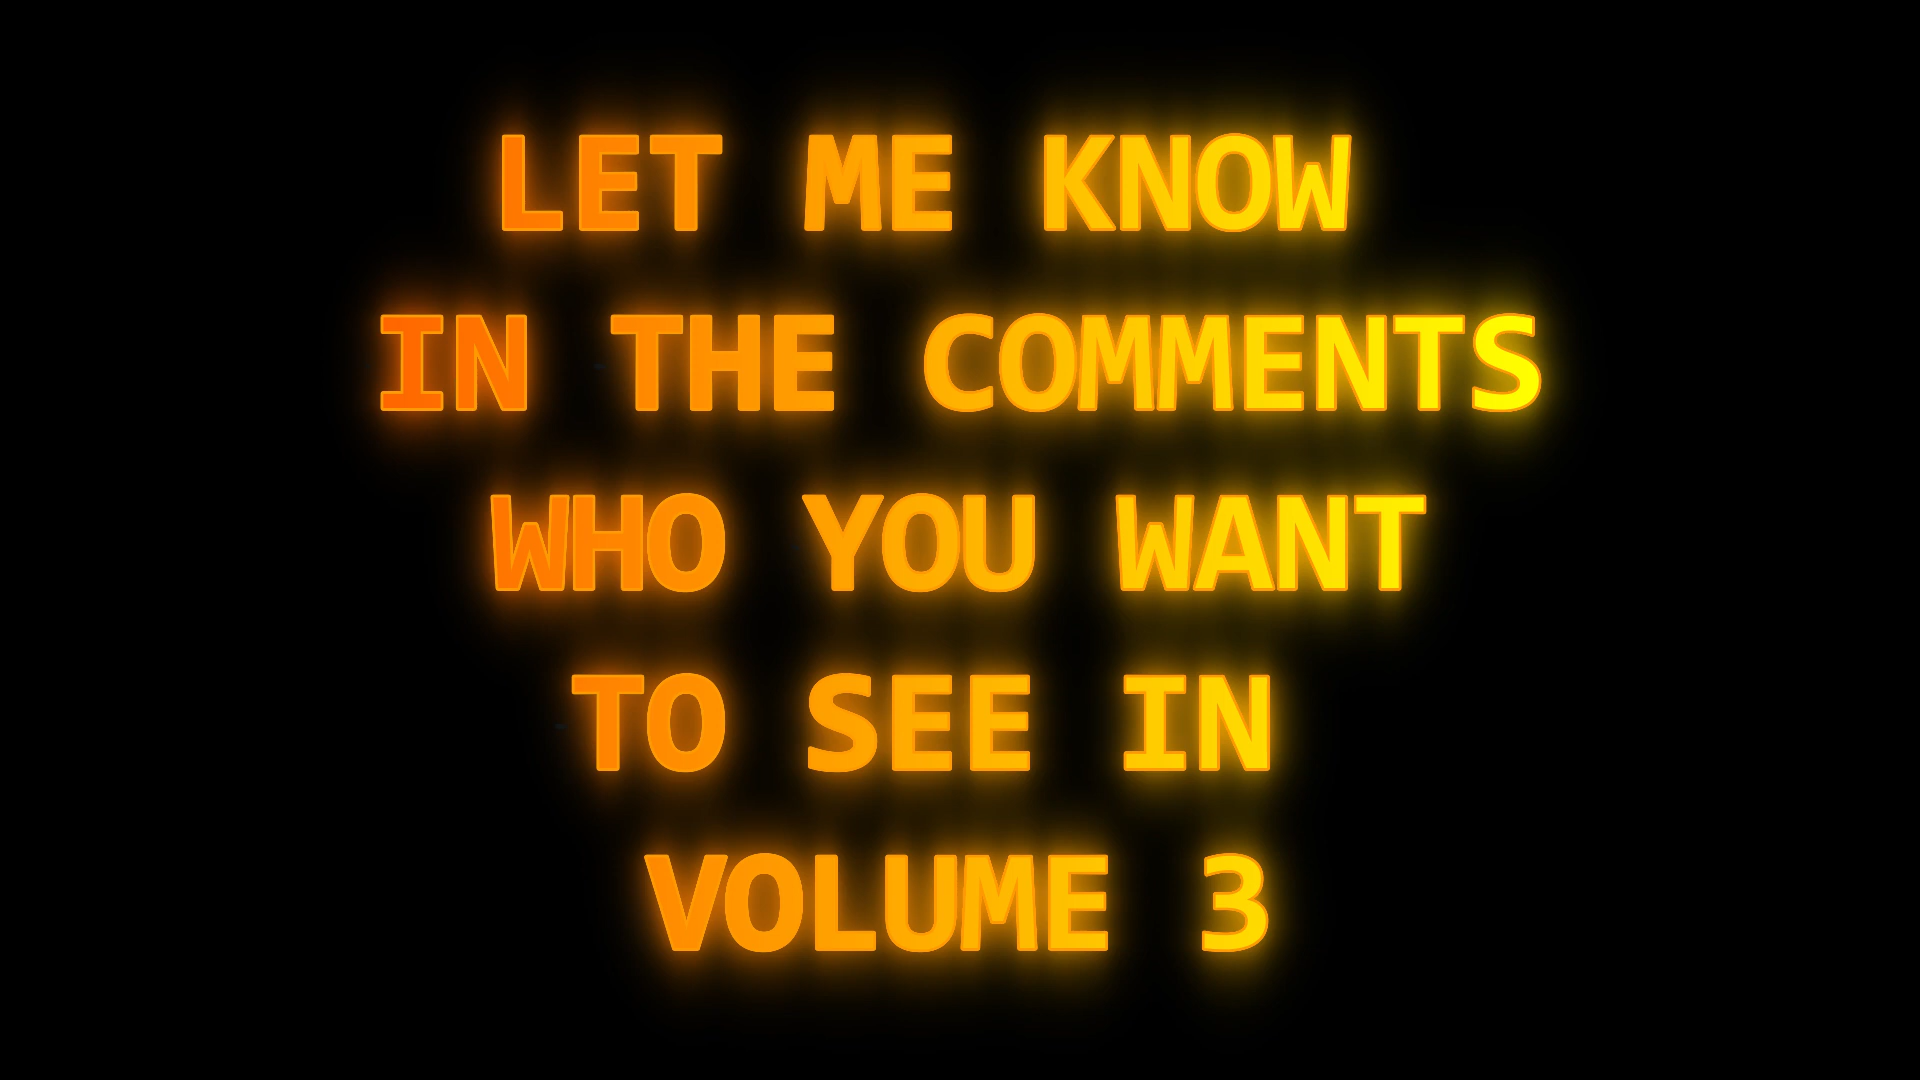 LET ME KNOW
IN THE COMMENTS
WHO YOU WANT
TO SEE IN
VOLUME 3